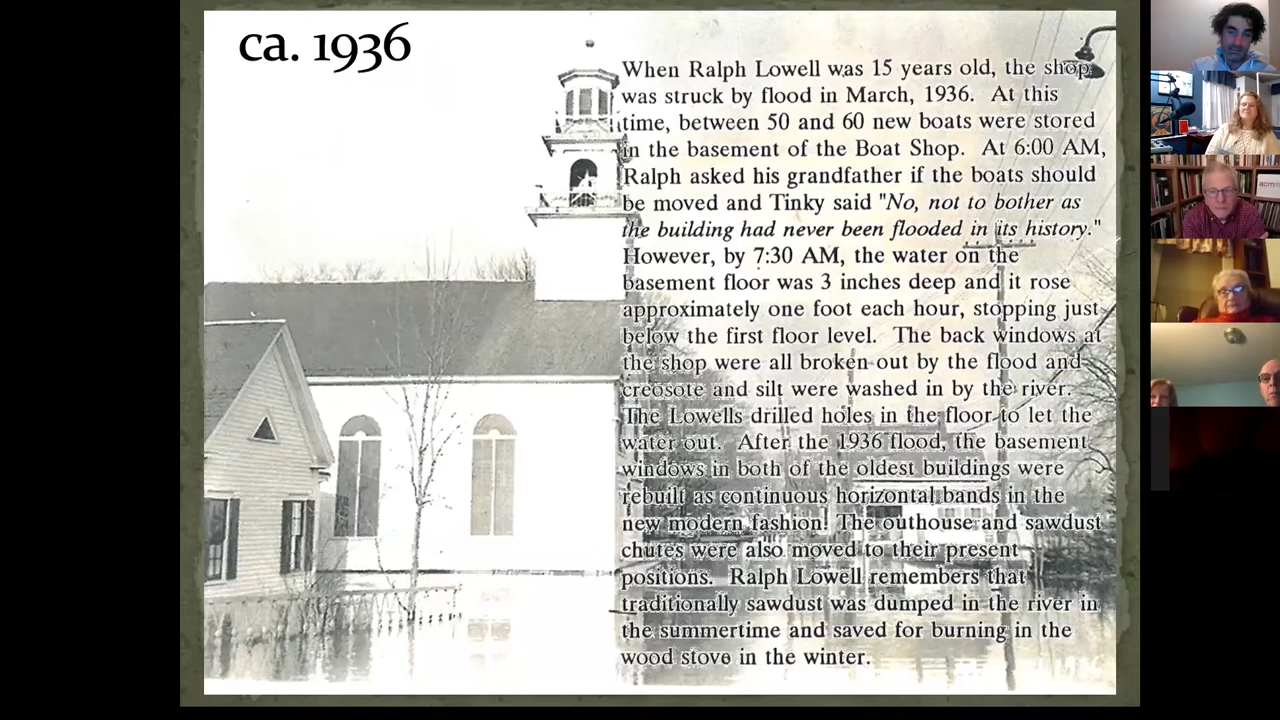 ca. 1936
When Ralph Lowell was 15 years old, the shop
was struck by flood in March, 1936. At this
time, between 50 and 60 new boats were stored
in the basement of the Boat Shop. At 6:00 AM,
Ralph asked his grandfather if the boats should
be moved and Tinky said "No, not to bother as
the building had never been flooded in its history."
However, by 7:30 AM, the water on the
basement floor was 3 inches deep and it rose
approximately one foot each hour, stopping just
below the first floor level. The back windows at
the shop were all broken out by the flood and
creosote and silt were washed in by the river.
The Lowells drilled holes in the floor to let the
water out. After the 1936 flood, the basement
windows in both of the oldest buildings were
rebuilt as continuous horizontal bands in the
new modern fashion! The outhouse and sawdust
chutes were also moved to their present
positions. Ralph Lowell remembers that
traditionally sawdust was dumped in the river in
the summertime and saved for burning in the
wood stove in the winter.